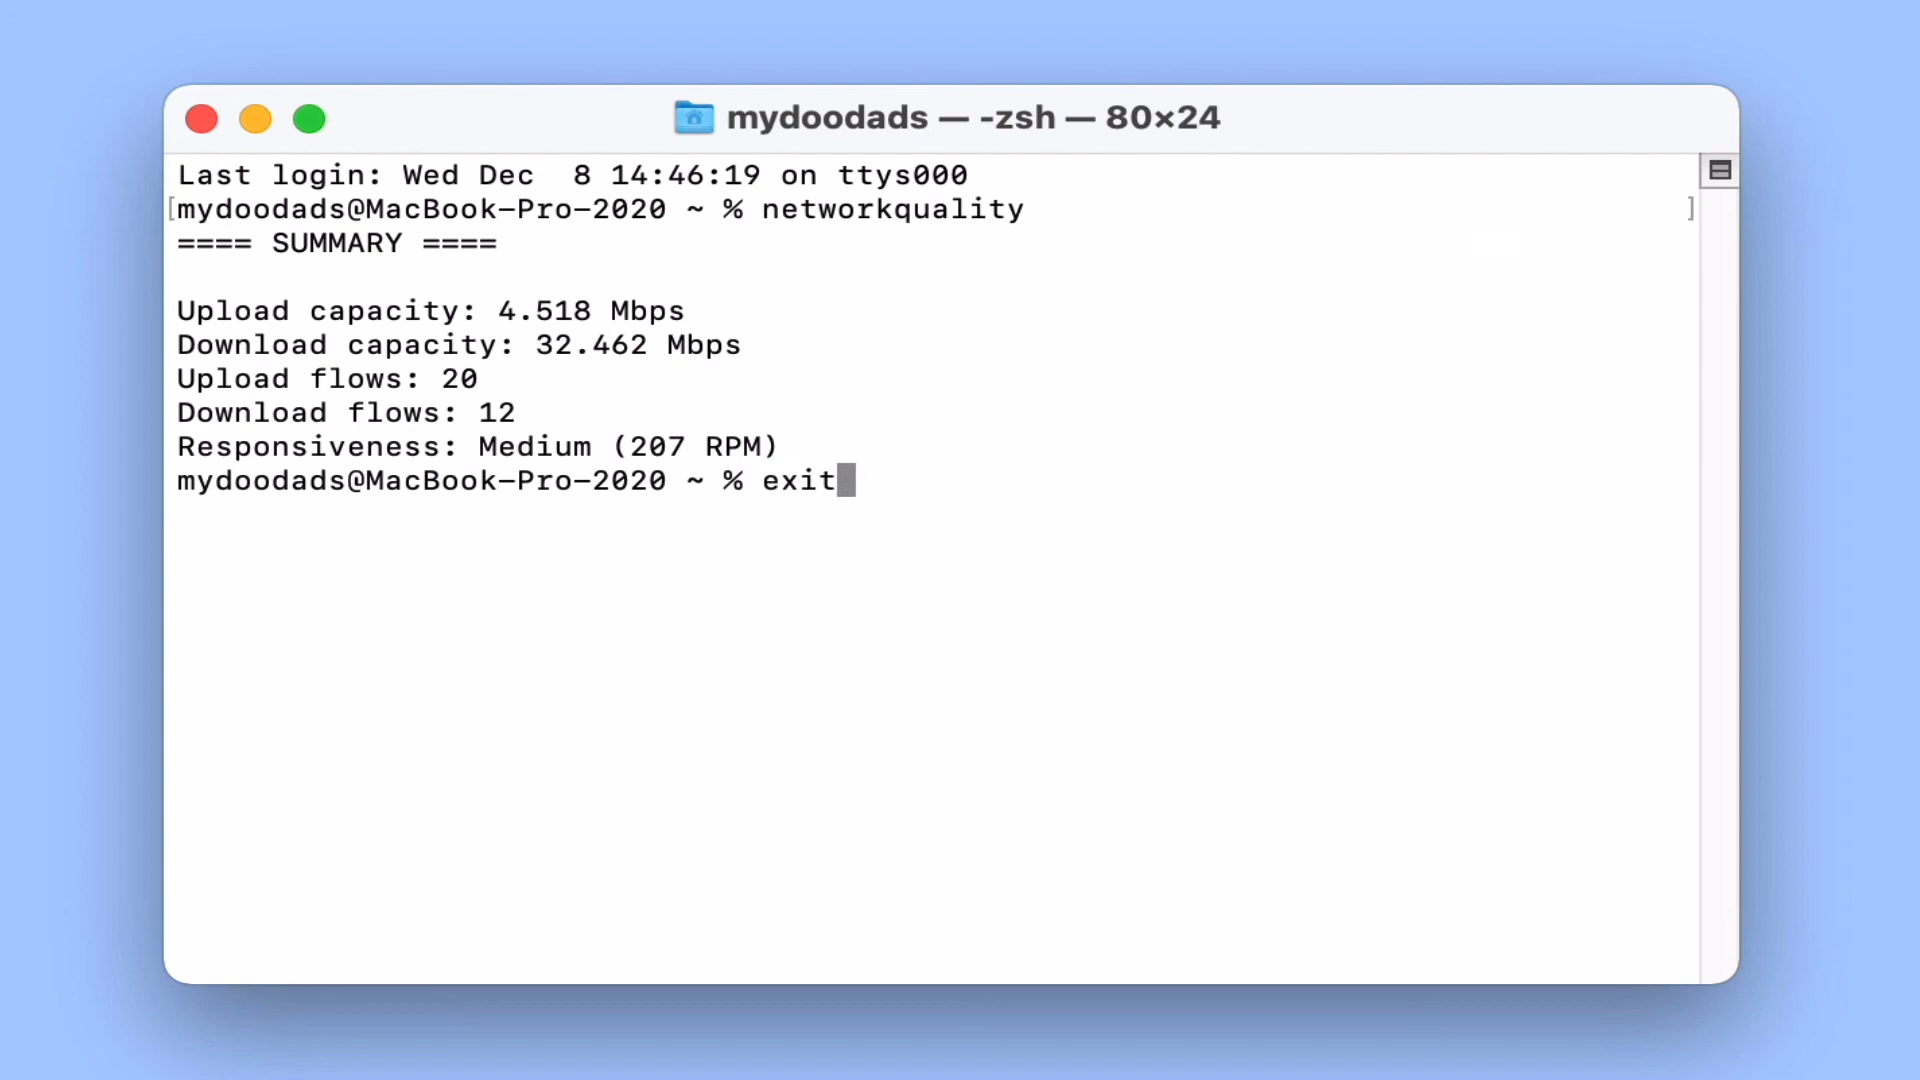 mydoodads — -zsh — 80×24
Last login: Wed Dec  8 14:46:19 on ttys000
[mydoodads@MacBook-Pro-2020 ~ % networkquality ]
==== SUMMARY ====
Upload capacity: 4.518 Mbps
Download capacity: 32.462 Mbps
Upload flows: 20
Download flows: 12
Responsiveness: Medium (207 RPM)
mydoodads@MacBook-Pro-2020 ~ % exit